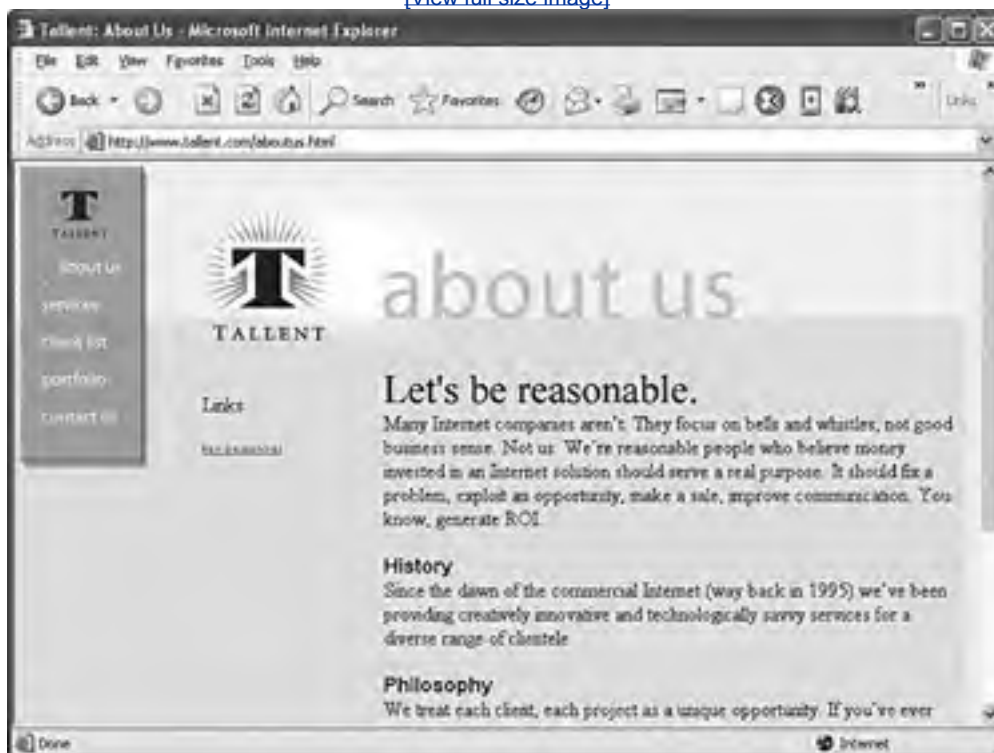 [View full size image]
Tallent: About Us - Microsoft Internet Explorer
File Edit View Favorites Tools Help
Back Search Favorites Links
Address http://www.tallent.com/aboutus.html
T
TALLENT
about us
services
client list
portfolio
contact us
T
TALLENT
about us
Links
Let's be reasonable.
Many Internet companies aren't. They focus on bells and whistles, not good
business sense. Not us. We're reasonable people who believe money
invested in an Internet solution should serve a real purpose. It should fix a
problem, exploit an opportunity, make a sale, improve communication. You
know, generate ROI.
History
Since the dawn of the commercial Internet (way back in 1995) we've been
providing creatively innovative and technologically savvy services for a
diverse range of clientele
Philosophy
We treat each client, each project as a unique opportunity. If you've ever
Done Internet